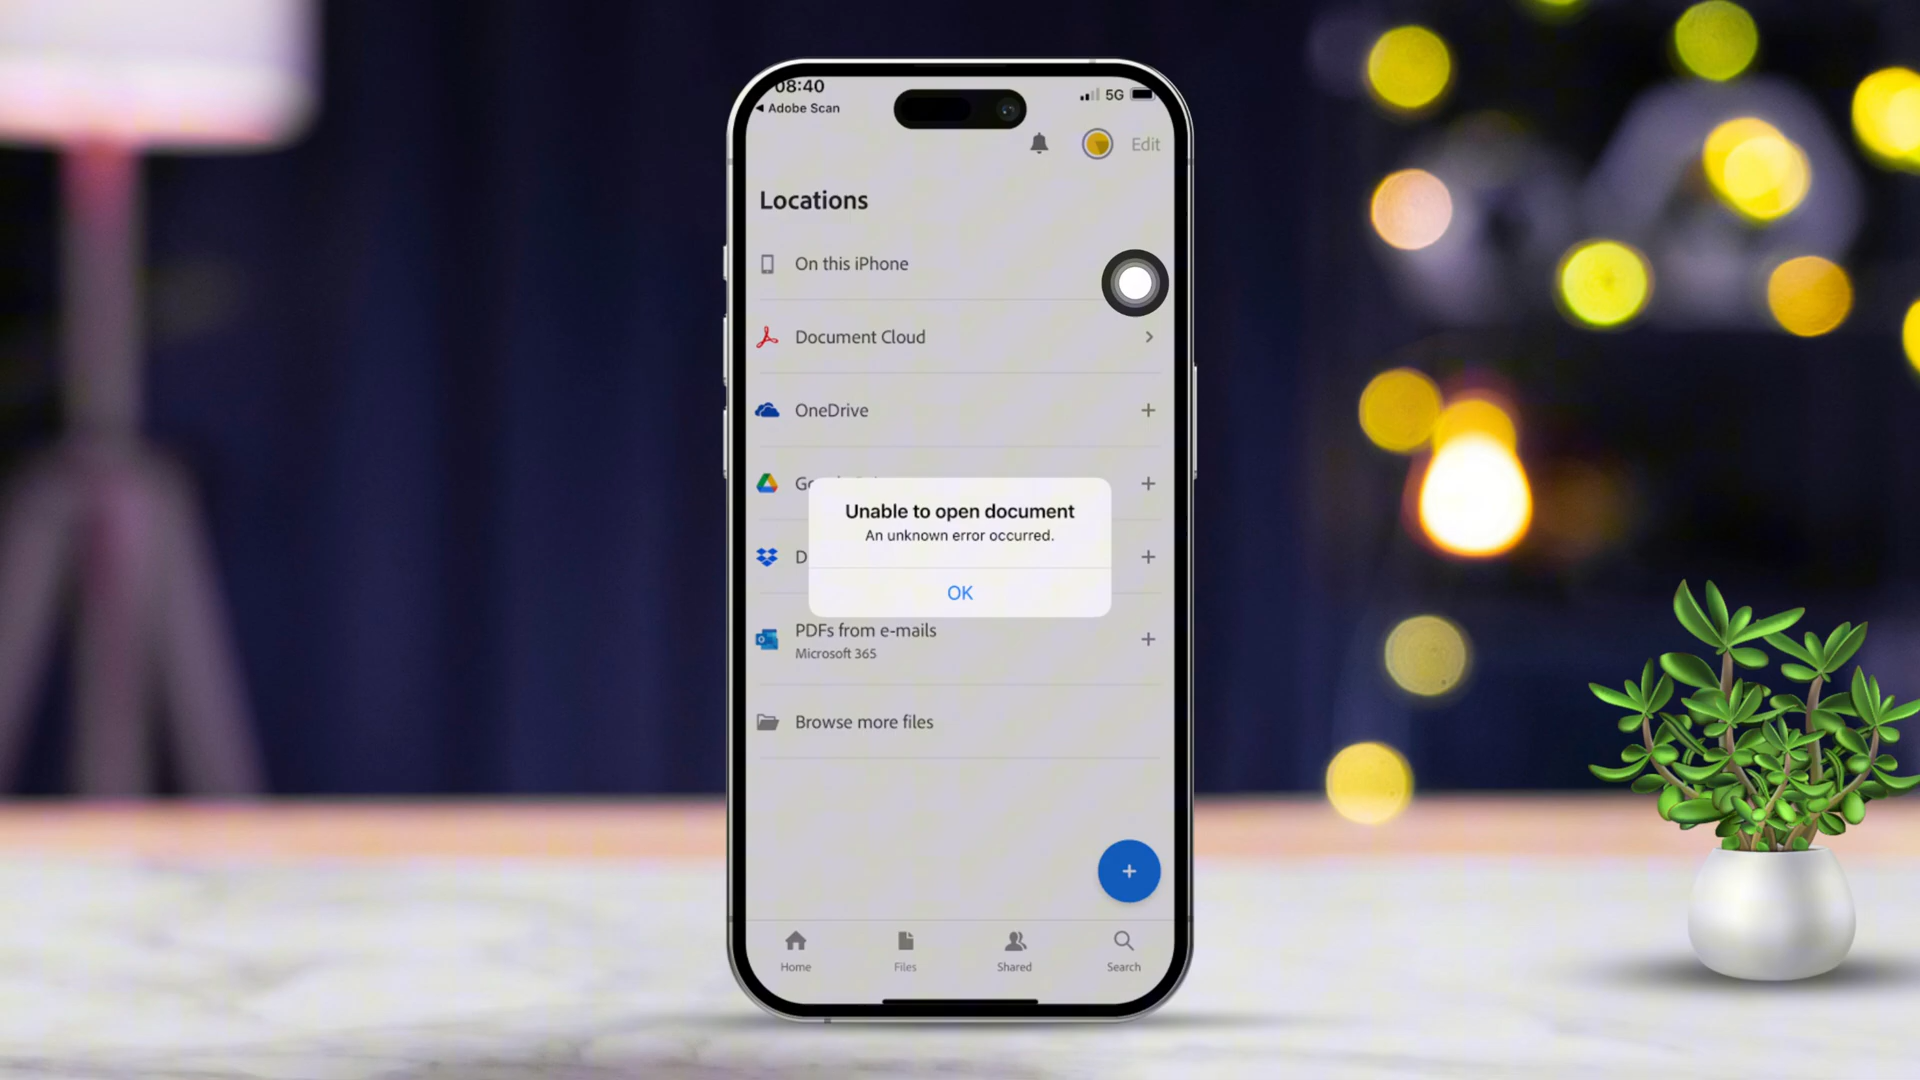 08:40
◀ Adobe Scan
5G
Edit
Locations
On this iPhone
Document Cloud
OneDrive
Unable to open document
An unknown error occurred.
OK
PDFs from e-mails
Microsoft 365
Browse more files
Home
Files
Shared
Search